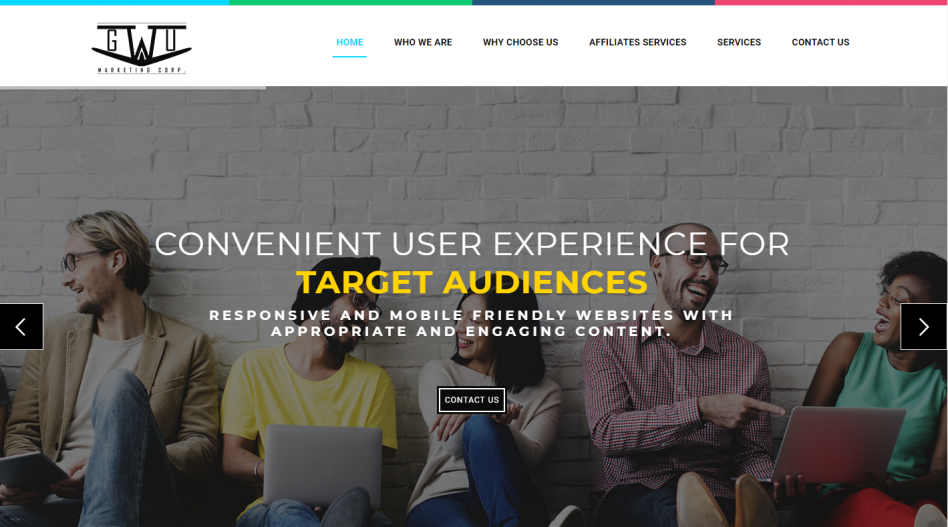 GWU
MARKETING CORP.
HOME WHO WE ARE WHY CHOOSE US AFFILIATES SERVICES SERVICES CONTACT US
CONVENIENT USER EXPERIENCE FOR
TARGET AUDIENCES
RESPONSIVE AND MOBILE FRIENDLY WEBSITES WITH
APPROPRIATE AND ENGAGING CONTENT.
CONTACT US